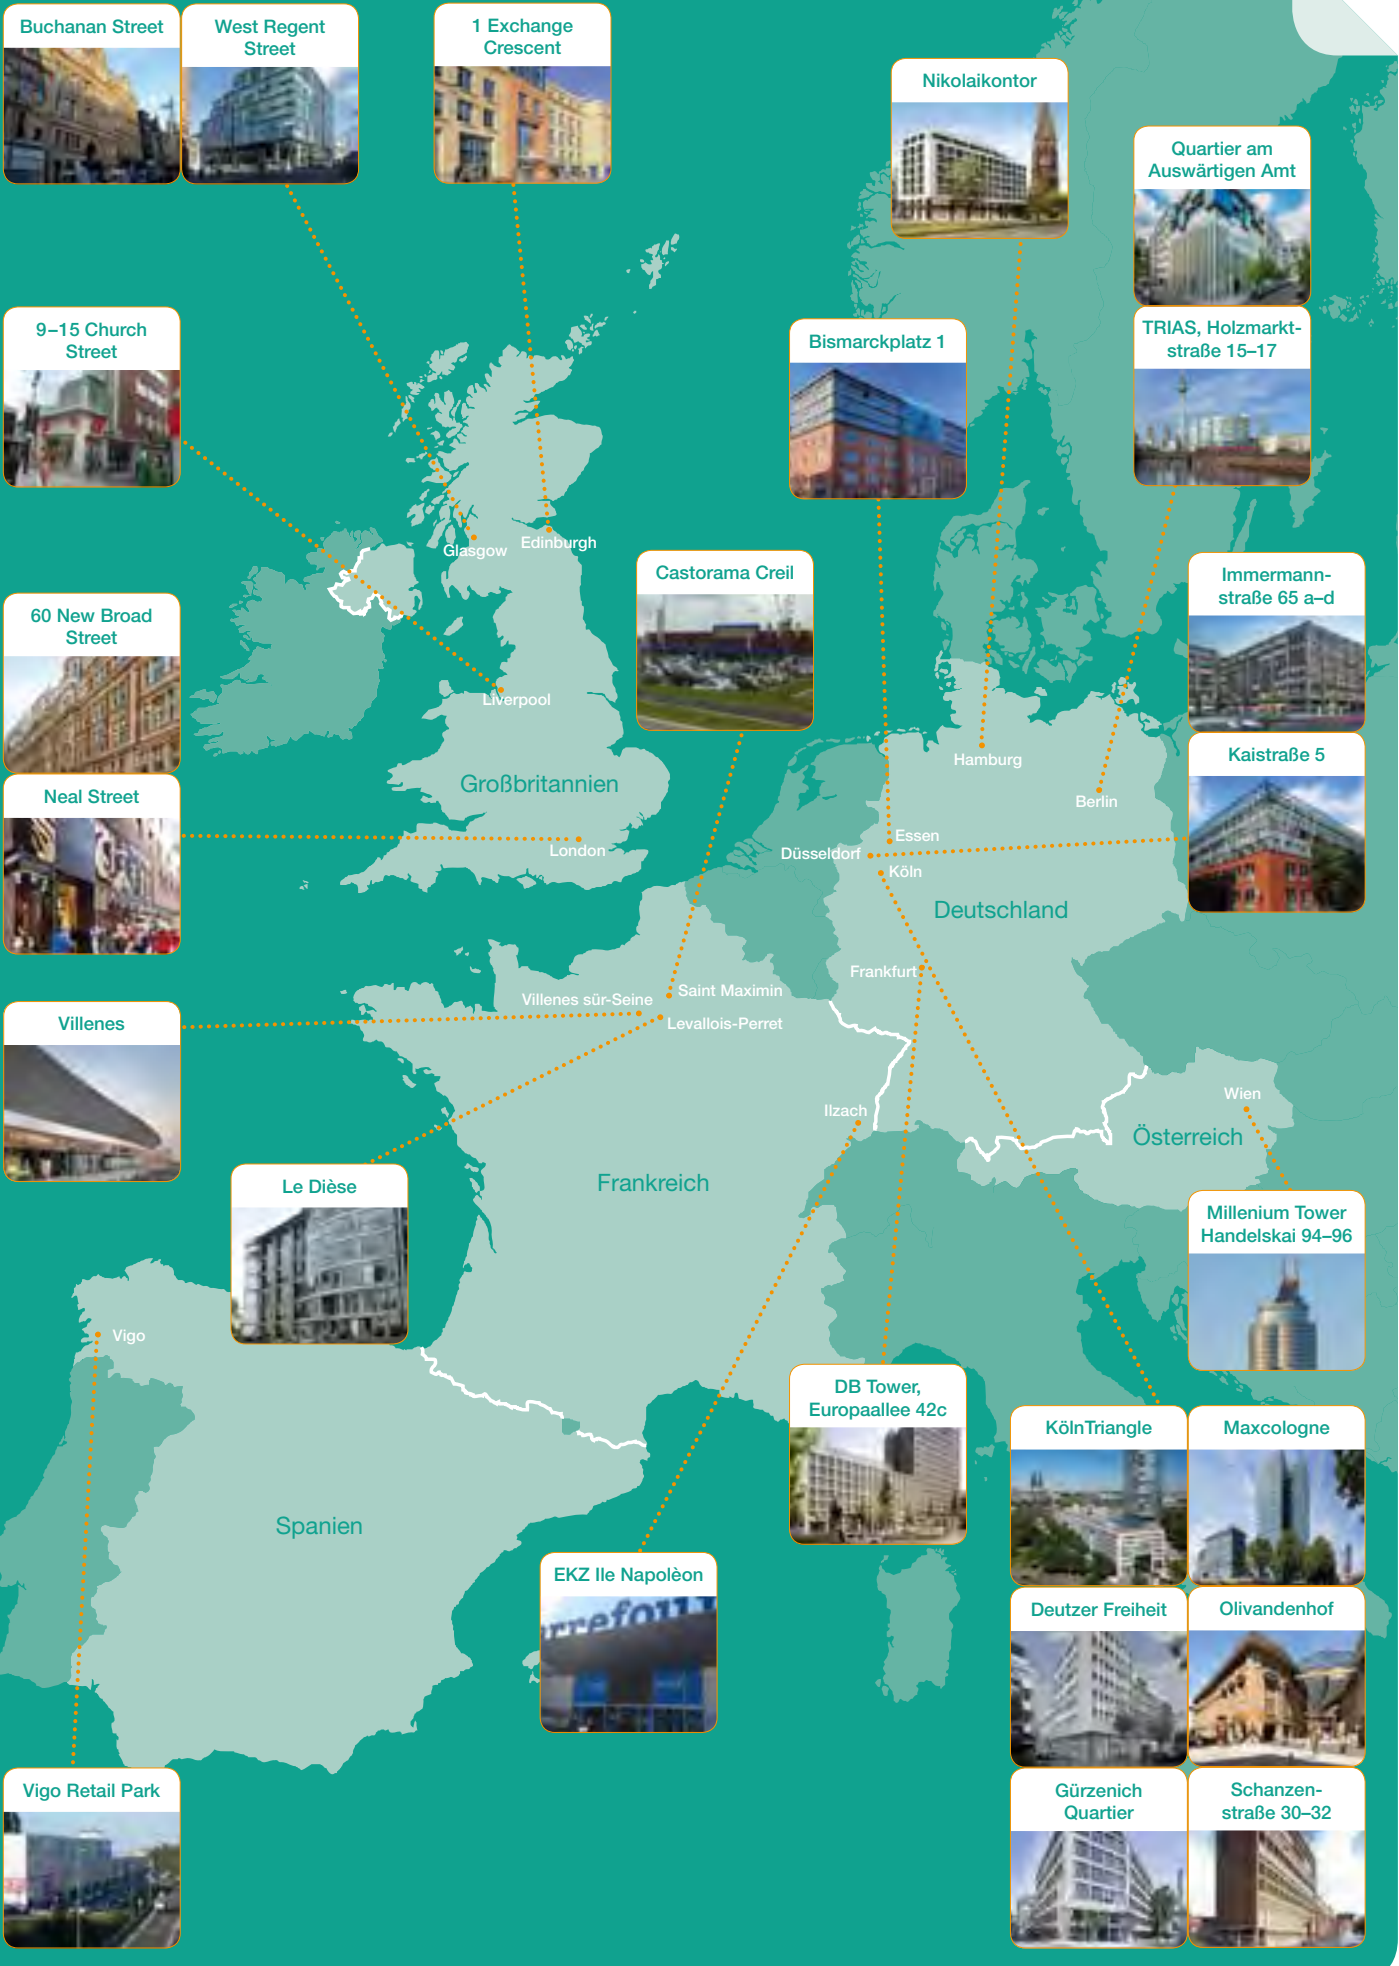 Buchanan Street
West Regent
Street
1 Exchange
Crescent
Nikolaikontor
Quartier am
Auswärtigen Amt
9–15 Church
Street
Bismarckplatz 1
TRIAS, Holzmarkt-
straße 15–17
Glasgow
Edinburgh
Castorama Creil
Immermann-
straße 65 a–d
60 New Broad
Street
Liverpool
Großbritannien
Hamburg
Kaistraße 5
Neal Street
Berlin
London
Essen
Düsseldorf
Köln
Deutschland
Frankfurt
Saint Maximin
Villenes sür-Seine
Levallois-Perret
Villenes
Wien
Ilzach
Österreich
Le Dièse
Frankreich
Millenium Tower
Handelskai 94–96
Vigo
DB Tower,
Europaallee 42c
KölnTriangle
Maxcologne
Spanien
EKZ Ile Napolèon
rrefour
Deutzer Freiheit
Olivandenhof
Vigo Retail Park
Gürzenich
Quartier
Schanzen-
straße 30–32